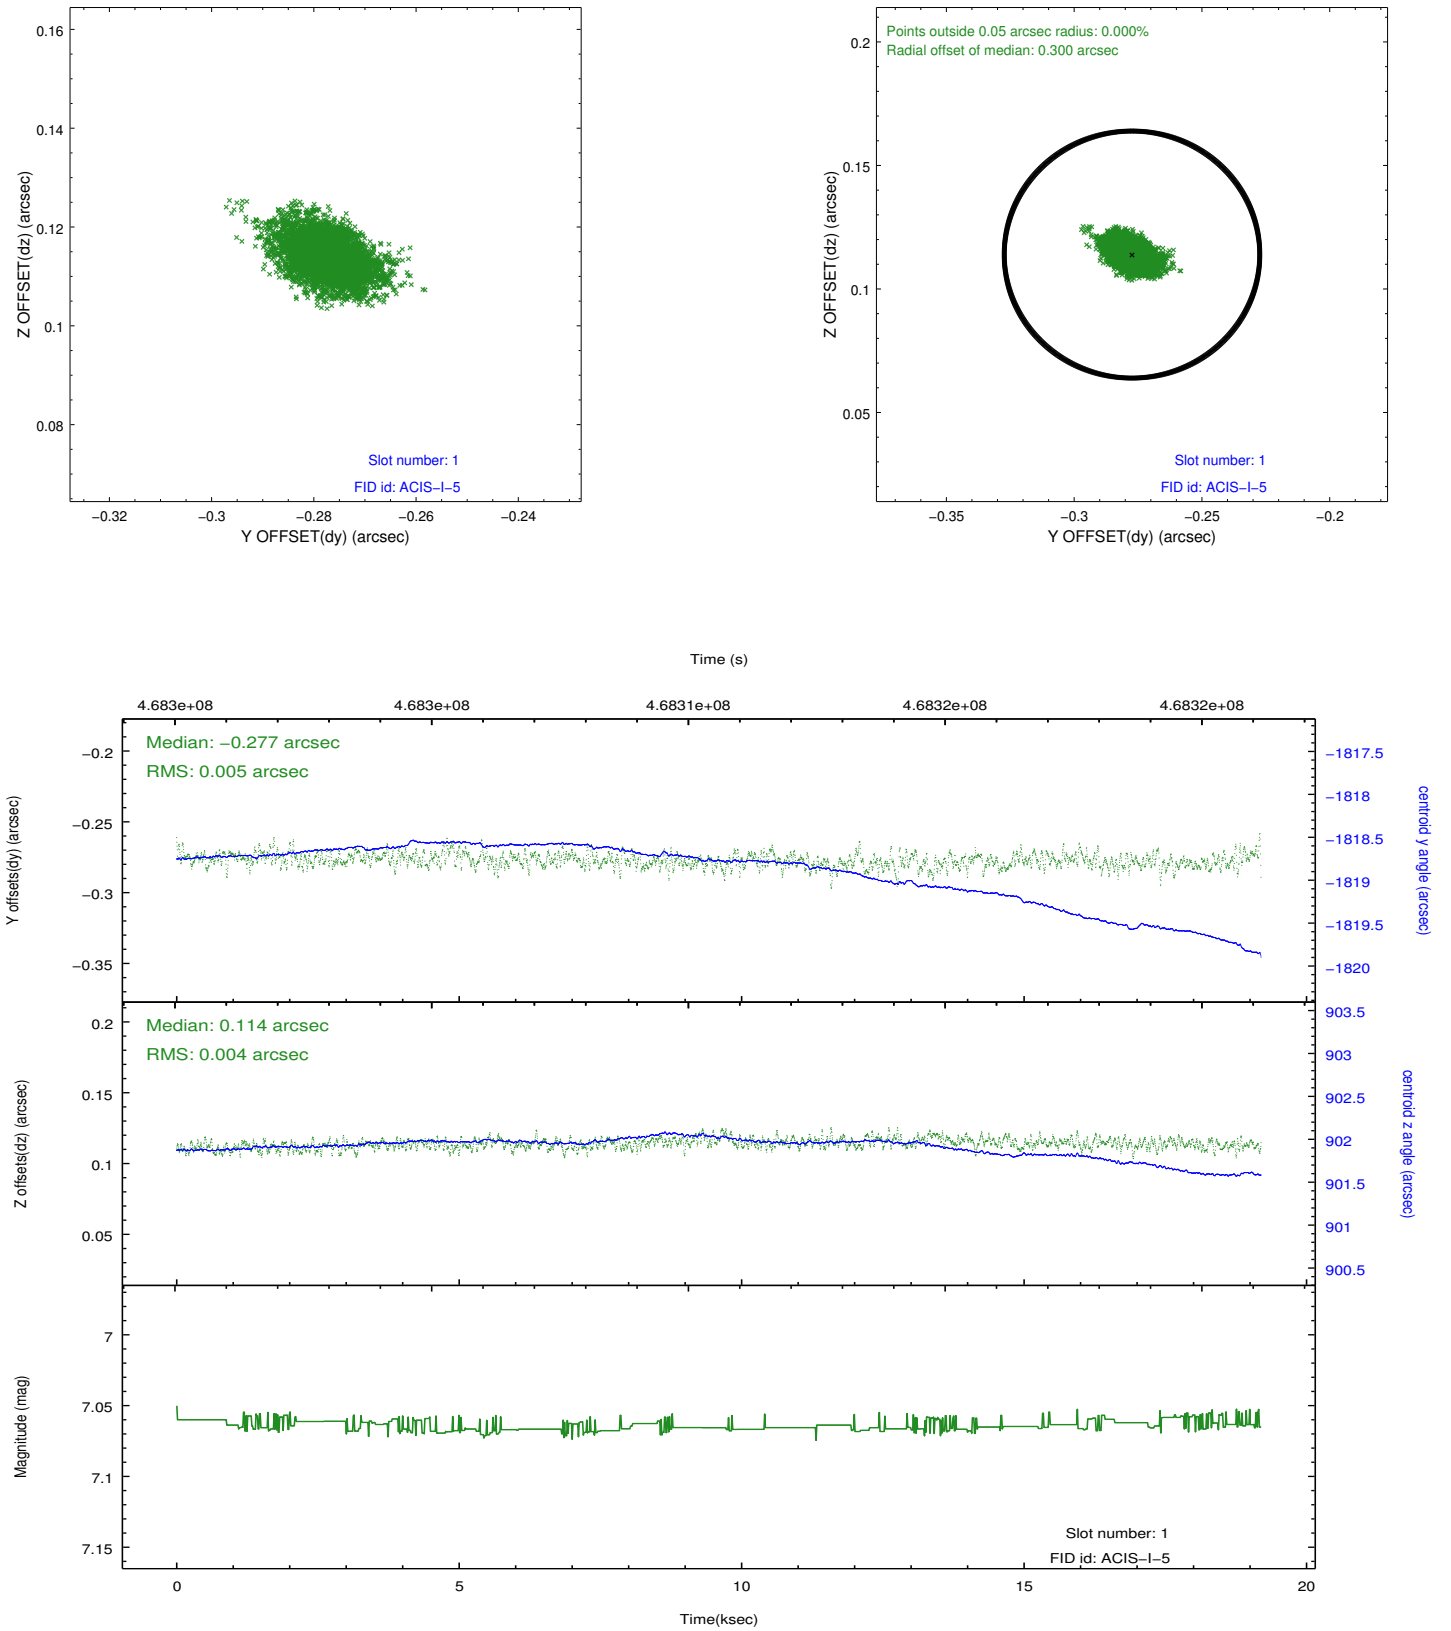 0.16
0.14
0.12
0.1
0.08
Z OFFSET(dz) (arcsec)
Slot number: 1
FID id: ACIS−I−5
−0.32 −0.3 −0.28 −0.26 −0.24
Y OFFSET(dy) (arcsec)
Points outside 0.05 arcsec radius: 0.000%
Radial offset of median: 0.300 arcsec
0.2
0.15
0.1
0.05
Z OFFSET(dz) (arcsec)
Slot number: 1
FID id: ACIS−I−5
−0.35 −0.3 −0.25 −0.2
Y OFFSET(dy) (arcsec)
Time (s)
4.683e+08 4.683e+08 4.6831e+08 4.6832e+08 4.6832e+08
Median: −0.277 arcsec
RMS: 0.005 arcsec
−0.2
−0.25
−0.3
−0.35
Y offsets(dy) (arcsec)
−1817.5
−1818
−1818.5
−1819
−1819.5
−1820
centroid y angle (arcsec)
Median: 0.114 arcsec
RMS: 0.004 arcsec
0.2
0.15
0.1
0.05
Z offsets(dz) (arcsec)
903.5
903
902.5
902
901.5
901
900.5
centroid z angle (arcsec)
7
7.05
7.1
7.15
Magnitude (mag)
Slot number: 1
FID id: ACIS−I−5
0 5 10 15 20
Time(ksec)